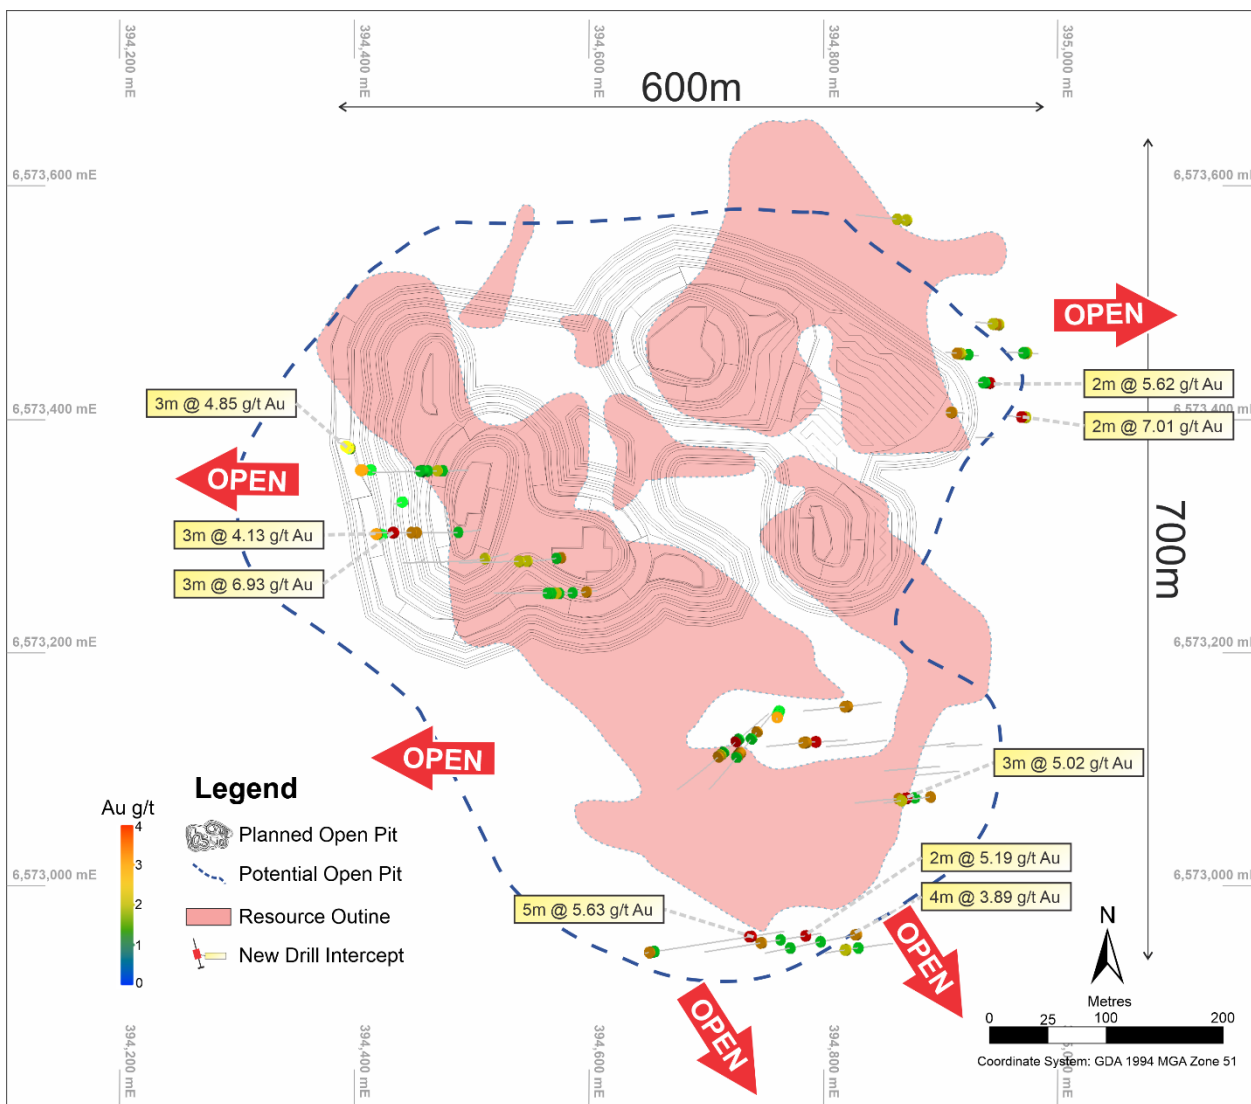 394,200 mE
394,400 mE
394,600 mE
394,800 mE
395,000 mE
600m
6,573,600 mE
6,573,600 mE
OPEN
2m @ 5.62 g/t Au
3m @ 4.85 g/t Au
6,573,400 mE
6,573,400 mE
2m @ 7.01 g/t Au
OPEN
3m @ 4.13 g/t Au
700m
3m @ 6.93 g/t Au
6,573,200 mE
6,573,200 mE
OPEN
3m @ 5.02 g/t Au
Legend
Au g/t
4
3
2
1
0
Planned Open Pit
Potential Open Pit
Resource Outine
New Drill Intercept
2m @ 5.19 g/t Au
6,573,000 mE
6,573,000 mE
4m @ 3.89 g/t Au
5m @ 5.63 g/t Au
OPEN
OPEN
N
Metres
0 25 100 200
Coordinate System: GDA 1994 MGA Zone 51
394,200 mE
394,400 mE
394,600 mE
394,800 mE